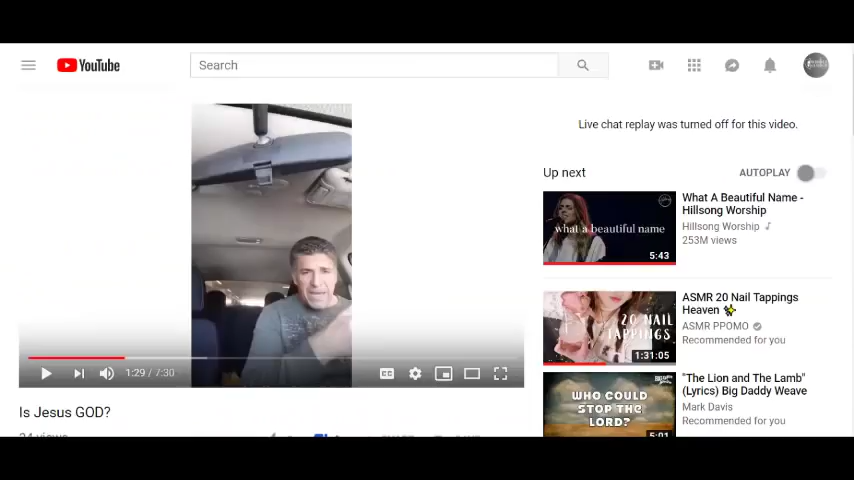 YouTube
Search
Live chat replay was turned off for this video.
Up next
AUTOPLAY
what a beautiful name
5:43
What A Beautiful Name -
Hillsong Worship
Hillsong Worship
253M views
20 NAIL
TAPPINGS
1:31:05
ASMR 20 Nail Tappings
Heaven
ASMR PPOMO
Recommended for you
WHO COULD
STOP THE
LORD?
5:01
"The Lion and The Lamb"
(Lyrics) Big Daddy Weave
Mark Davis
Recommended for you
CC
1:29 / 7:30
Is Jesus GOD?